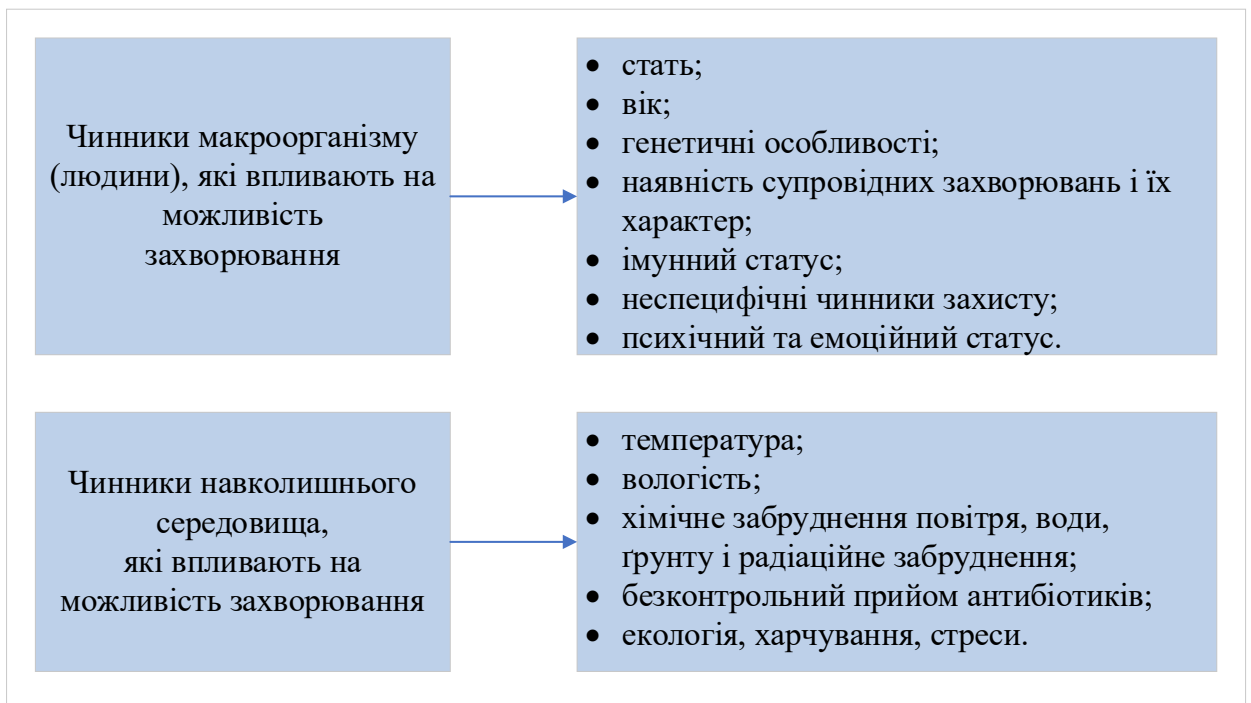 Чинники макроорганізму
(людини), які впливають на
можливість
захворювання
• стать;
• вік;
• генетичні особливості;
• наявність супровідних захворювань і їх
характер;
• імунний статус;
• неспецифічні чинники захисту;
• психічний та емоційний статус.
Чинники навколишнього
середовища,
які впливають на
можливість захворювання
• температура;
• вологість;
• хімічне забруднення повітря, води,
ґрунту і радіаційне забруднення;
• безконтрольний прийом антибіотиків;
• екологія, харчування, стреси.